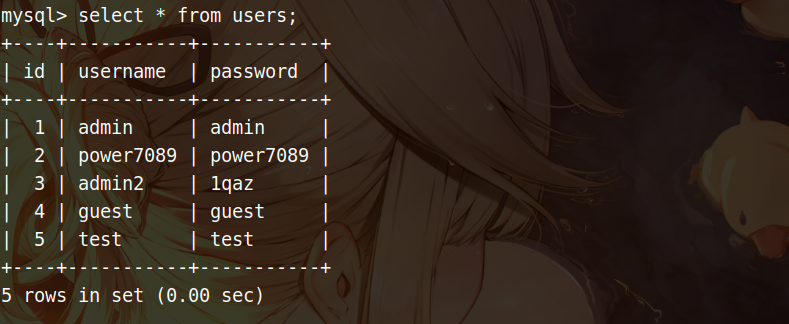 mysql> select * from users;
+----+-----------+-----------+
| id | username  | password  |
+----+-----------+-----------+
|  1 | admin     | admin     |
|  2 | power7089 | power7089 |
|  3 | admin2    | 1qaz      |
|  4 | guest     | guest     |
|  5 | test      | test      |
+----+-----------+-----------+
5 rows in set (0.00 sec)